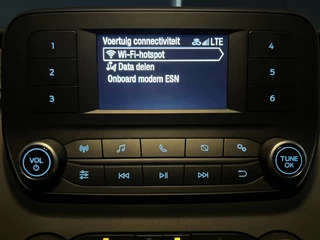 Voertuig connectiviteit LTE
1
Wi-Fi-hotspot
4
Data delen
2
Onboard modem ESN
5
3
6
VOL
TUNE
OK